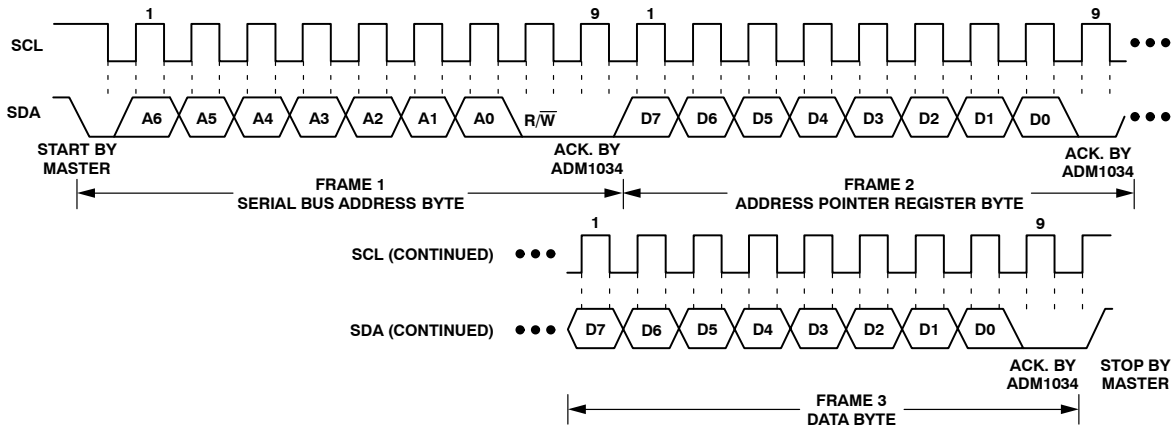 1 9 1 9
SCL
SDA A6 A5 A4 A3 A2 A1 A0 R/W̅ D7 D6 D5 D4 D3 D2 D1 D0
START BY
MASTER
ACK. BY
ADM1034
ACK. BY
ADM1034
FRAME 1
SERIAL BUS ADDRESS BYTE
FRAME 2
ADDRESS POINTER REGISTER BYTE
1 9
SCL (CONTINUED)
SDA (CONTINUED) D7 D6 D5 D4 D3 D2 D1 D0
ACK. BY
ADM1034
STOP BY
MASTER
FRAME 3
DATA BYTE